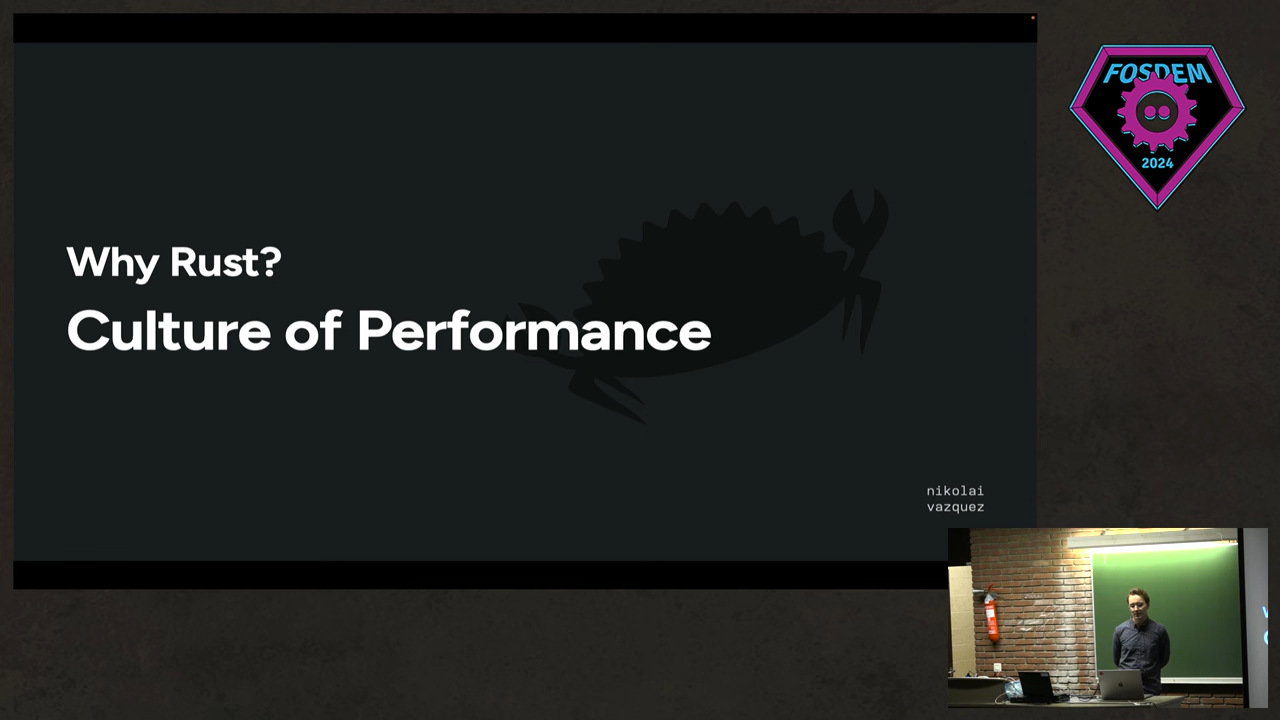 Why Rust?
Culture of Performance
nikolai
vazquez
FOSDEM
2024